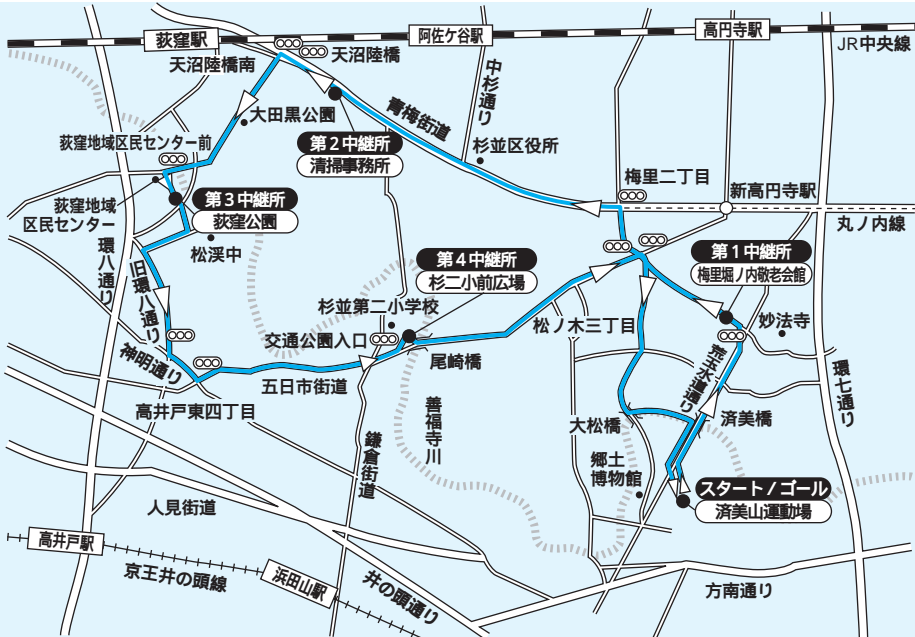 荻窪駅
阿佐ケ谷駅
高円寺駅
JR中央線
天沼陸橋南
天沼陸橋
中杉通り
青梅街道
大田黒公園
第2中継所
清掃事務所
杉並区役所
荻窪地域区民センター前
梅里二丁目
新高円寺駅
丸ノ内線
第3中継所
荻窪公園
荻窪地域
区民センター
松渓中
環八通り
旧環八通り
第4中継所
杉二小前広場
第1中継所
梅里堀ノ内敬老会館
杉並第二小学校
交通公園入口
松ノ木三丁目
妙法寺
神明通り
五日市街道
尾崎橋
荒玉水道通り
環七通り
高井戸東四丁目
善福寺川
大松橋
済美橋
鎌倉街道
郷土
博物館
スタート/ゴール
済美山運動場
人見街道
高井戸駅
京王井の頭線
浜田山駅
井の頭通り
方南通り